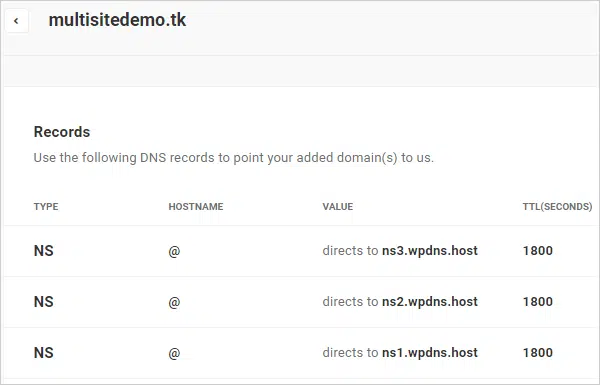 multisitedemo.tk
Records
Use the following DNS records to point your added domain(s) to us.
TYPE HOSTNAME VALUE TTL(SECONDS)
NS @ directs to ns3.wpdns.host 1800
NS @ directs to ns2.wpdns.host 1800
NS @ directs to ns1.wpdns.host 1800